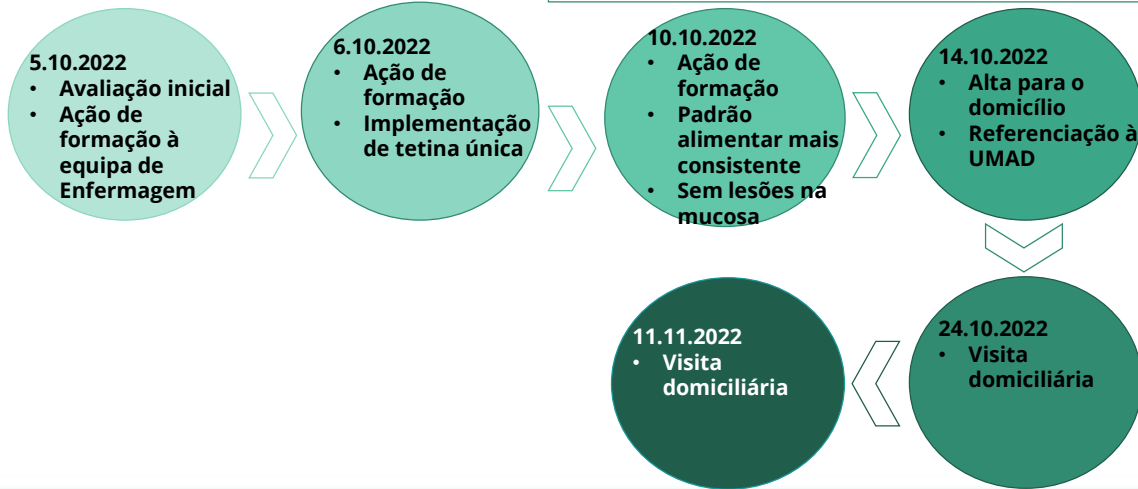 5.10.2022
• Avaliação inicial
• Ação de
formação à
equipa de
Enfermagem
6.10.2022
• Ação de
formação
• Implementação
de tetina única
10.10.2022
• Ação de
formação
• Padrão
alimentar mais
consistente
• Sem lesões na
mucosa
14.10.2022
• Alta para o
domicílio
• Referenciação à
UMAD
24.10.2022
• Visita
domiciliária
11.11.2022
• Visita
domiciliária